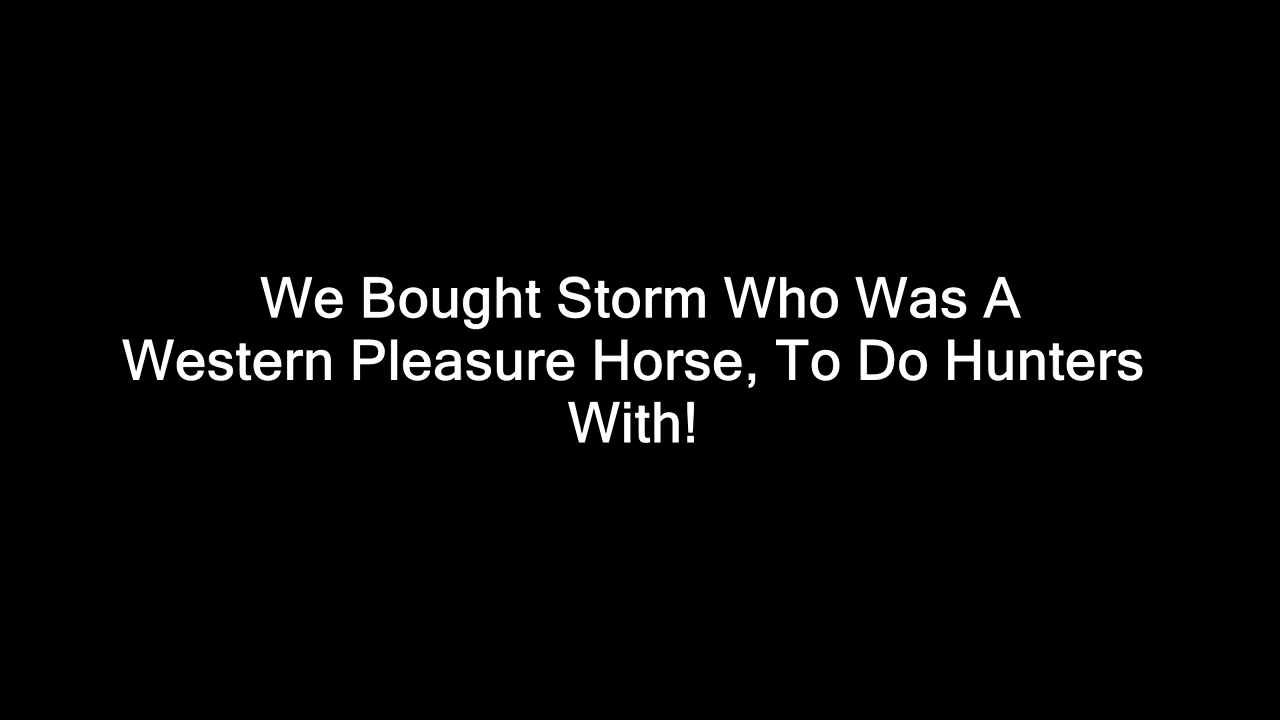 We Bought Storm Who Was A
Western Pleasure Horse, To Do Hunters
With!